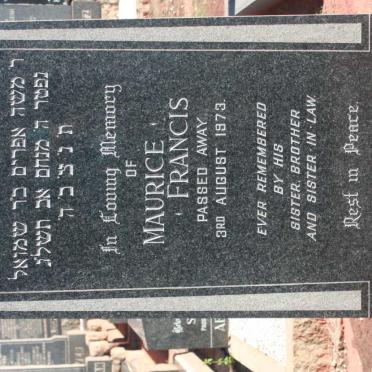 ר משה אפרים ב״ר שמואל
נפטר ה מנחם אב תשל״ג
ת נ צ ב ה
In Loving Memory
OF
MAURICE
FRANCIS
PASSED AWAY
3RD AUGUST 1973.
EVER REMEMBERED
BY HIS
SISTER, BROTHER
AND SISTER IN LAW
Rest in Peace.